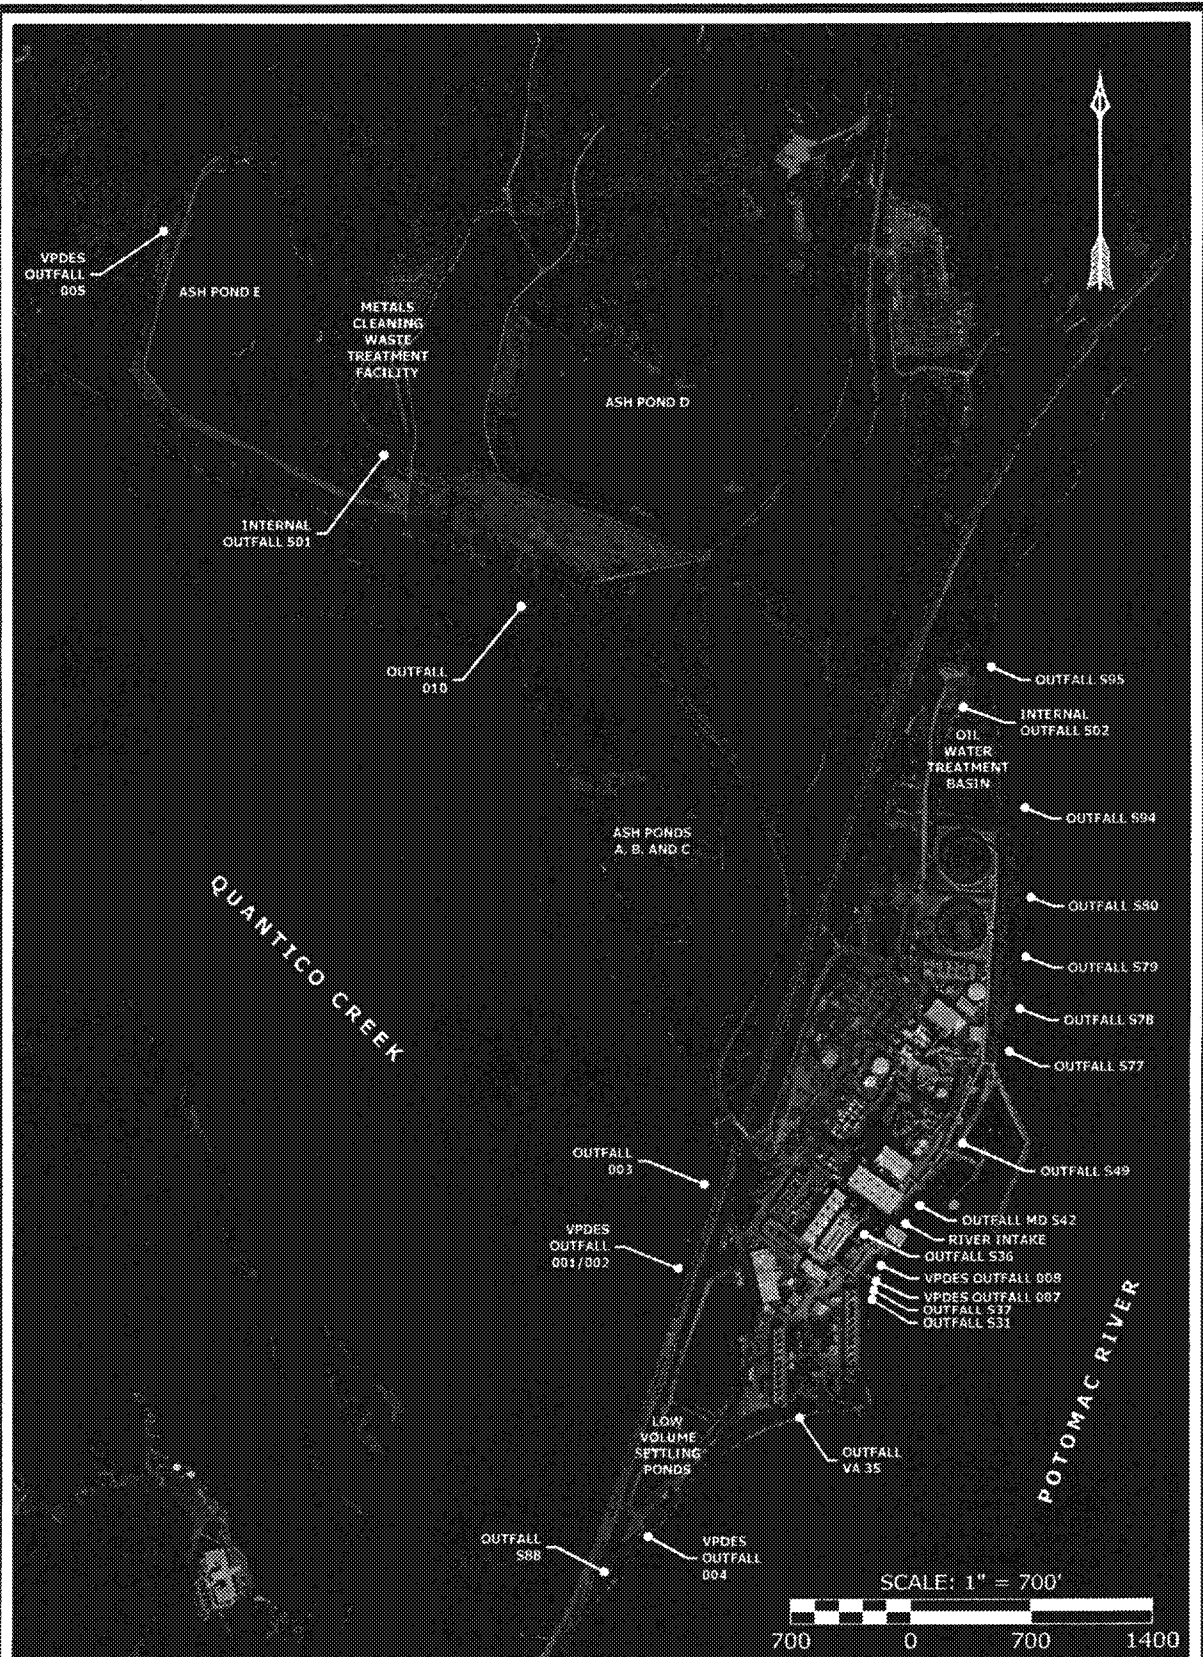 VPDES
OUTFALL
005
ASH POND E
METALS
CLEANING
WASTE
TREATMENT
FACILITY
ASH POND D
INTERNAL
OUTFALL S01
OUTFALL
010
OUTFALL S95
INTERNAL
OUTFALL S02
OIL
WATER
TREATMENT
BASIN
OUTFALL S94
ASH PONDS
A, B, AND C
QUANTICO CREEK
OUTFALL S80
OUTFALL S79
OUTFALL S78
OUTFALL S77
OUTFALL
003
OUTFALL S49
OUTFALL MD S42
RIVER INTAKE
OUTFALL S36
VPDES
OUTFALL
001/002
VPDES OUTFALL 008
VPDES OUTFALL 007
OUTFALL S37
OUTFALL S31
POTOMAC RIVER
LOW
VOLUME
SETTLING
PONDS
OUTFALL
VA 35
OUTFALL
S88
VPDES
OUTFALL
004
SCALE: 1" = 700'
700 0 700 1400